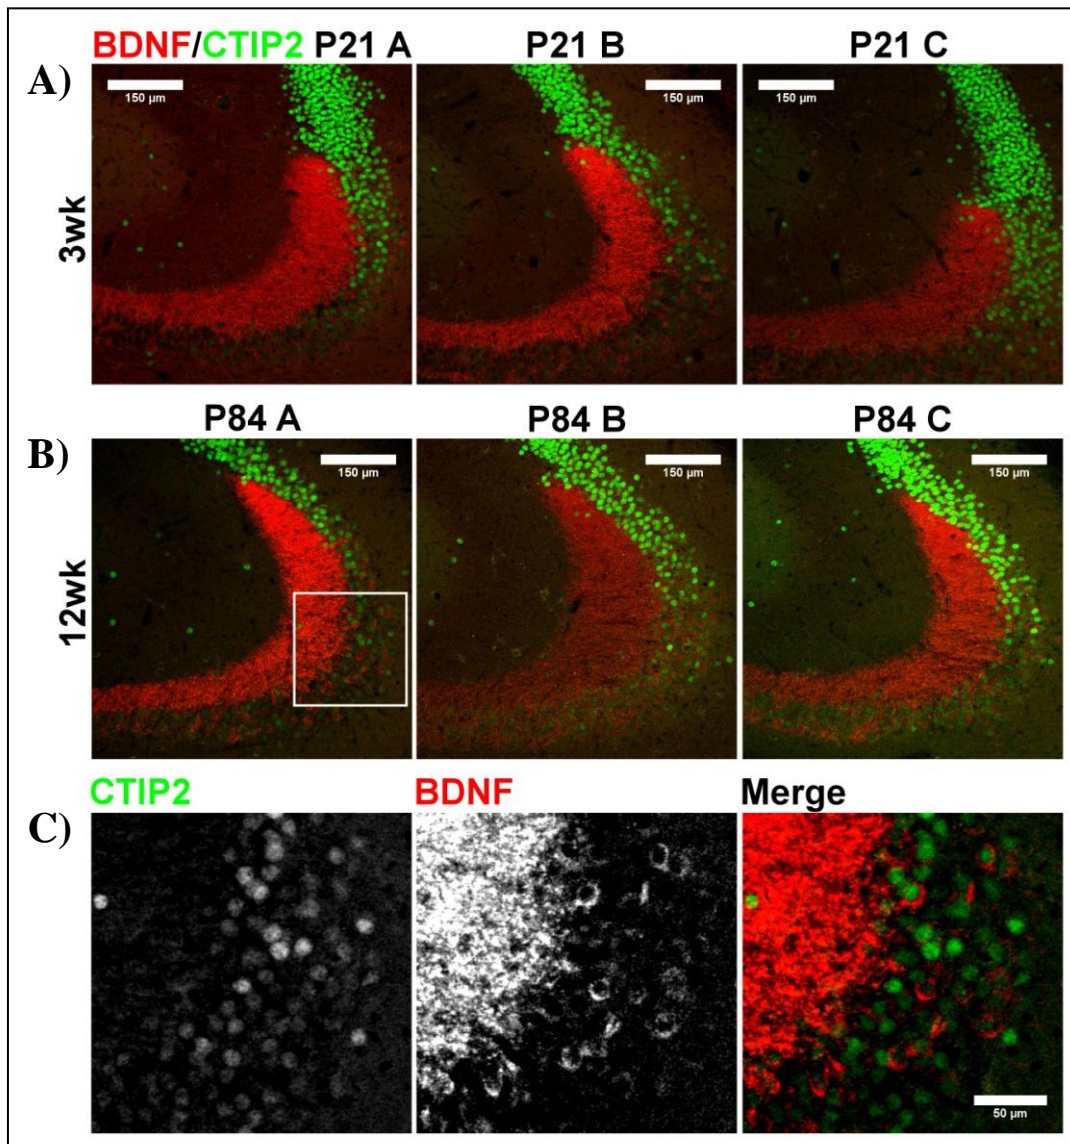 BDNF/CTIP2 P21 A P21 B P21 C
A)
150 µm 150 µm 150 µm
3wk
P84 A P84 B P84 C
B)
150 µm 150 µm 150 µm
12wk
CTIP2 BDNF Merge
C)
50 µm